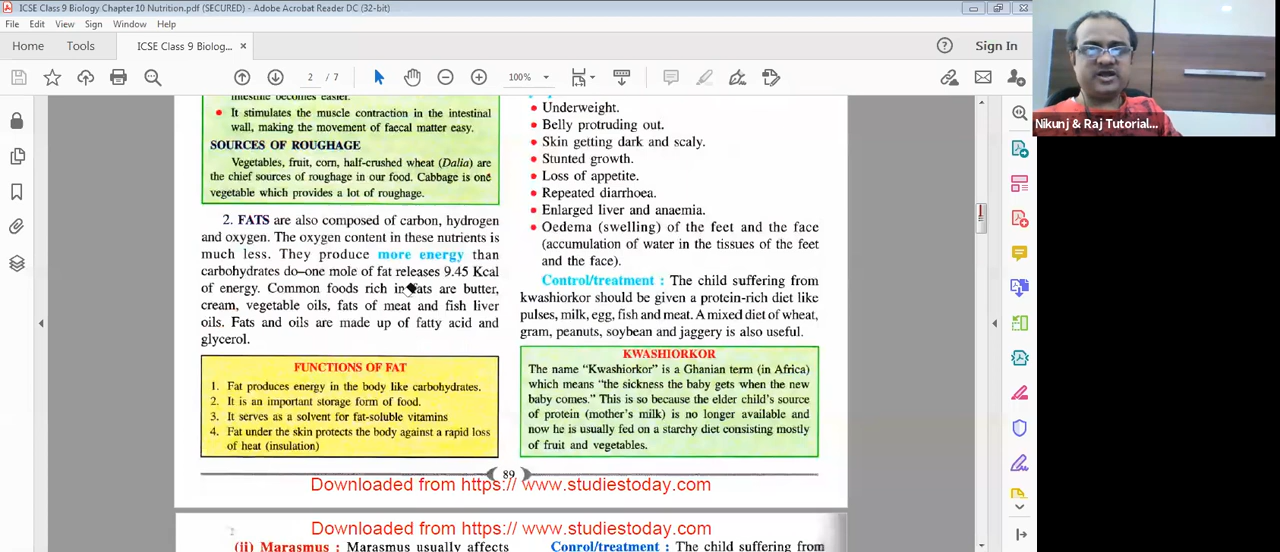 ICSE Class 9 Biology Chapter 10 Nutrition.pdf (SECURED) - Adobe Acrobat Reader DC (32-bit)
File Edit View Sign Window Help
Home Tools ICSE Class 9 Biolog... × Sign In
2 / 7 100%
Nikunj & Raj Tutorial...
intestine becomes easier.
• It stimulates the muscle contraction in the intestinal
wall, making the movement of faecal matter easy.
SOURCES OF ROUGHAGE
Vegetables, fruit, corn, half-crushed wheat (Dalia) are
the chief sources of roughage in our food. Cabbage is one
vegetable which provides a lot of roughage.
2. FATS are also composed of carbon, hydrogen
and oxygen. The oxygen content in these nutrients is
much less. They produce more energy than
carbohydrates do–one mole of fat releases 9.45 Kcal
of energy. Common foods rich in fats are butter,
cream, vegetable oils, fats of meat and fish liver
oils. Fats and oils are made up of fatty acid and
glycerol.
FUNCTIONS OF FAT
1. Fat produces energy in the body like carbohydrates.
2. It is an important storage form of food.
3. It serves as a solvent for fat-soluble vitamins
4. Fat under the skin protects the body against a rapid loss
of heat (insulation)
• Underweight.
• Belly protruding out.
• Skin getting dark and scaly.
• Stunted growth.
• Loss of appetite.
• Repeated diarrhoea.
• Enlarged liver and anaemia.
• Oedema (swelling) of the feet and the face
(accumulation of water in the tissues of the feet
and the face).
Control/treatment : The child suffering from
kwashiorkor should be given a protein-rich diet like
pulses, milk, egg, fish and meat. A mixed diet of wheat,
gram, peanuts, soybean and jaggery is also useful.
KWASHIORKOR
The name "Kwashiorkor" is a Ghanian term (in Africa)
which means "the sickness the baby gets when the new
baby comes." This is so because the elder child's source
of protein (mother's milk) is no longer available and
now he is usually fed on a starchy diet consisting mostly
of fruit and vegetables.
89
Downloaded from https:// www.studiestoday.com
Downloaded from https:// www.studiestoday.com
(ii) Marasmus : Marasmus usually affects
Conrol/treatment : The child suffering from